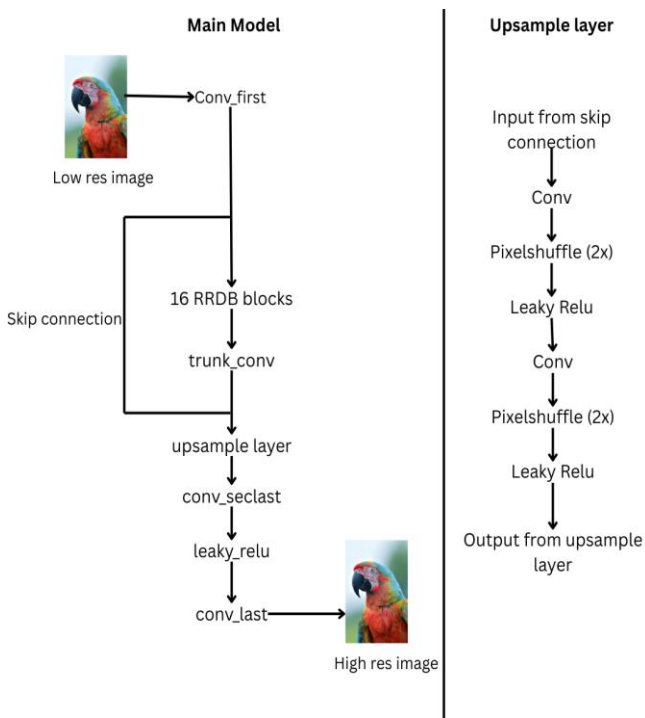 Main Model
Conv_first
Low res image
Skip connection
16 RRDB blocks
trunk_conv
upsample layer
conv_seclast
leaky_relu
conv_last
High res image
Upsample layer
Input from skip
connection
Conv
Pixelshuffle (2x)
Leaky Relu
Conv
Pixelshuffle (2x)
Leaky Relu
Output from upsample
layer